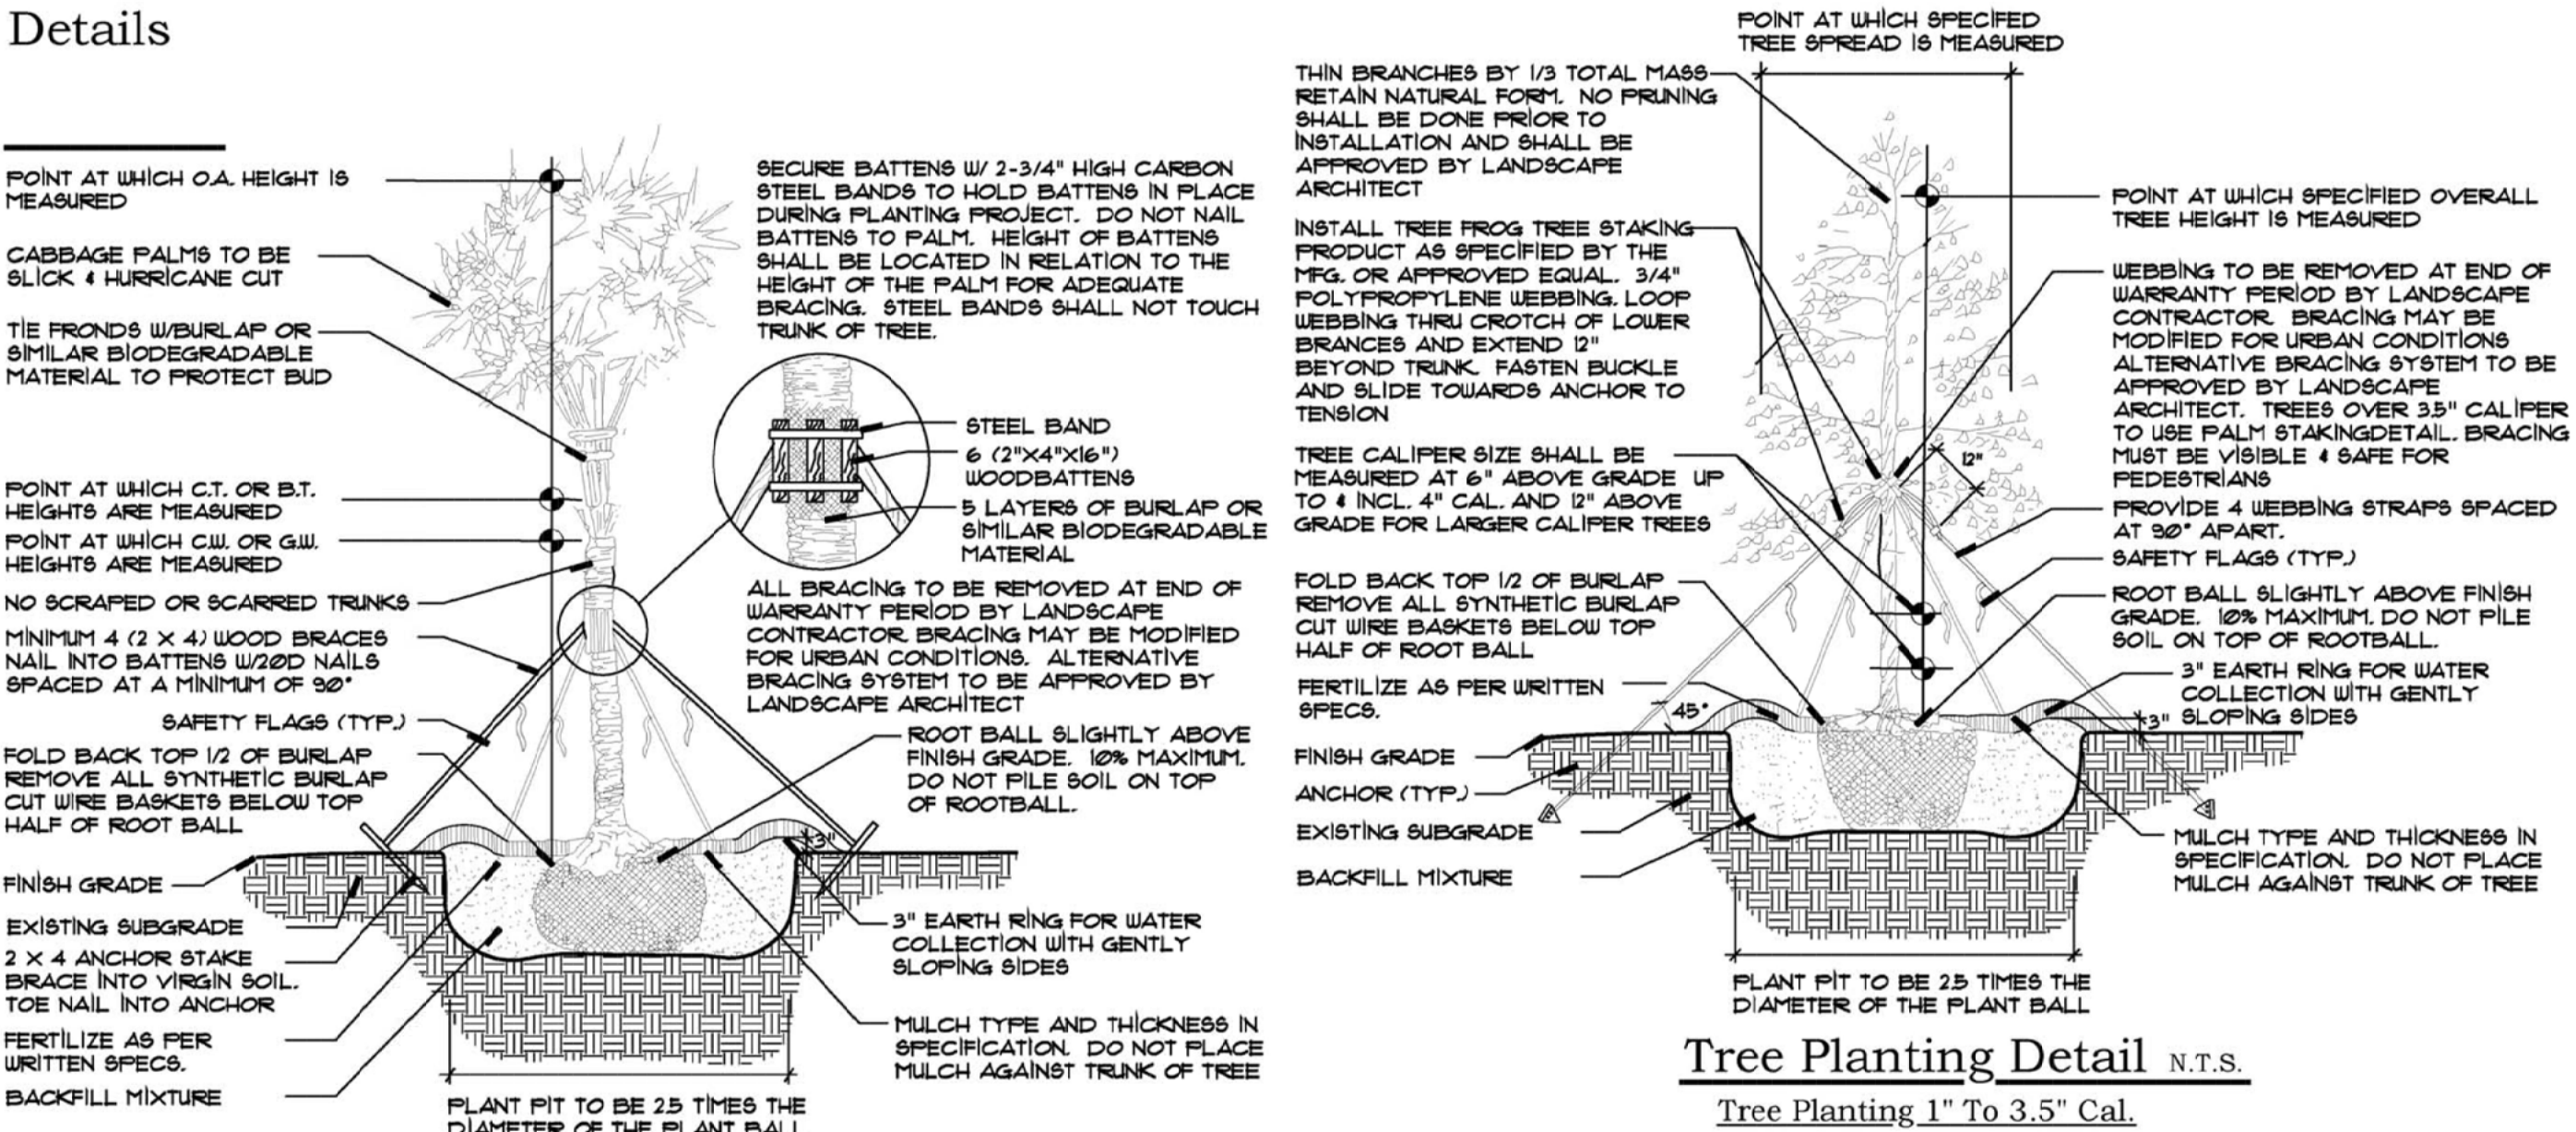 Details
POINT AT WHICH O.A. HEIGHT IS
MEASURED
CABBAGE PALMS TO BE
SLICK & HURRICANE CUT
TIE FRONDS W/BURLAP OR
SIMILAR BIODEGRADABLE
MATERIAL TO PROTECT BUD
POINT AT WHICH C.T. OR B.T.
HEIGHTS ARE MEASURED
POINT AT WHICH C.W. OR G.W.
HEIGHTS ARE MEASURED
NO SCRAPED OR SCARRED TRUNKS
MINIMUM 4 (2 X 4) WOOD BRACES
NAIL INTO BATTENS W/20D NAILS
SPACED AT A MINIMUM OF 90°
SAFETY FLAGS (TYP.)
FOLD BACK TOP 1/2 OF BURLAP
REMOVE ALL SYNTHETIC BURLAP
CUT WIRE BASKETS BELOW TOP
HALF OF ROOT BALL
FINISH GRADE
EXISTING SUBGRADE
2 X 4 ANCHOR STAKE
BRACE INTO VIRGIN SOIL.
TOE NAIL INTO ANCHOR
FERTILIZE AS PER
WRITTEN SPECS.
BACKFILL MIXTURE
SECURE BATTENS W/ 2-3/4" HIGH CARBON
STEEL BANDS TO HOLD BATTENS IN PLACE
DURING PLANTING PROJECT. DO NOT NAIL
BATTENS TO PALM. HEIGHT OF BATTENS
SHALL BE LOCATED IN RELATION TO THE
HEIGHT OF THE PALM FOR ADEQUATE
BRACING. STEEL BANDS SHALL NOT TOUCH
TRUNK OF TREE.
STEEL BAND
6 (2"X4"X16")
WOODBATTENS
5 LAYERS OF BURLAP OR
SIMILAR BIODEGRADABLE
MATERIAL
ALL BRACING TO BE REMOVED AT END OF
WARRANTY PERIOD BY LANDSCAPE
CONTRACTOR. BRACING MAY BE MODIFIED
FOR URBAN CONDITIONS. ALTERNATIVE
BRACING SYSTEM TO BE APPROVED BY
LANDSCAPE ARCHITECT
ROOT BALL SLIGHTLY ABOVE
FINISH GRADE. 10% MAXIMUM.
DO NOT PILE SOIL ON TOP
OF ROOTBALL.
3"
3" EARTH RING FOR WATER
COLLECTION WITH GENTLY
SLOPING SIDES
MULCH TYPE AND THICKNESS IN
SPECIFICATION. DO NOT PLACE
MULCH AGAINST TRUNK OF TREE
PLANT PIT TO BE 2.5 TIMES THE
DIAMETER OF THE PLANT BALL
POINT AT WHICH SPECIFED
TREE SPREAD IS MEASURED
THIN BRANCHES BY 1/3 TOTAL MASS
RETAIN NATURAL FORM. NO PRUNING
SHALL BE DONE PRIOR TO
INSTALLATION AND SHALL BE
APPROVED BY LANDSCAPE
ARCHITECT
INSTALL TREE FROG TREE STAKING
PRODUCT AS SPECIFIED BY THE
MFG. OR APPROVED EQUAL. 3/4"
POLYPROPYLENE WEBBING. LOOP
WEBBING THRU CROTCH OF LOWER
BRANCES AND EXTEND 12"
BEYOND TRUNK. FASTEN BUCKLE
AND SLIDE TOWARDS ANCHOR TO
TENSION
TREE CALIPER SIZE SHALL BE
MEASURED AT 6" ABOVE GRADE UP
TO & INCL. 4" CAL. AND 12" ABOVE
GRADE FOR LARGER CALIPER TREES
FOLD BACK TOP 1/2 OF BURLAP
REMOVE ALL SYNTHETIC BURLAP
CUT WIRE BASKETS BELOW TOP
HALF OF ROOT BALL
FERTILIZE AS PER WRITTEN
SPECS.
45°
FINISH GRADE
ANCHOR (TYP.)
EXISTING SUBGRADE
BACKFILL MIXTURE
POINT AT WHICH SPECIFIED OVERALL
TREE HEIGHT IS MEASURED
WEBBING TO BE REMOVED AT END OF
WARRANTY PERIOD BY LANDSCAPE
CONTRACTOR. BRACING MAY BE
MODIFIED FOR URBAN CONDITIONS
ALTERNATIVE BRACING SYSTEM TO BE
APPROVED BY LANDSCAPE
ARCHITECT. TREES OVER 3.5" CALIPER
TO USE PALM STAKINGDETAIL. BRACING
MUST BE VISIBLE & SAFE FOR
PEDESTRIANS
12"
PROVIDE 4 WEBBING STRAPS SPACED
AT 90° APART.
SAFETY FLAGS (TYP.)
ROOT BALL SLIGHTLY ABOVE FINISH
GRADE. 10% MAXIMUM. DO NOT PILE
SOIL ON TOP OF ROOTBALL.
3" EARTH RING FOR WATER
COLLECTION WITH GENTLY
SLOPING SIDES
3"
MULCH TYPE AND THICKNESS IN
SPECIFICATION. DO NOT PLACE
MULCH AGAINST TRUNK OF TREE
PLANT PIT TO BE 2.5 TIMES THE
DIAMETER OF THE PLANT BALL
Tree Planting Detail N.T.S.
Tree Planting 1" To 3.5" Cal.